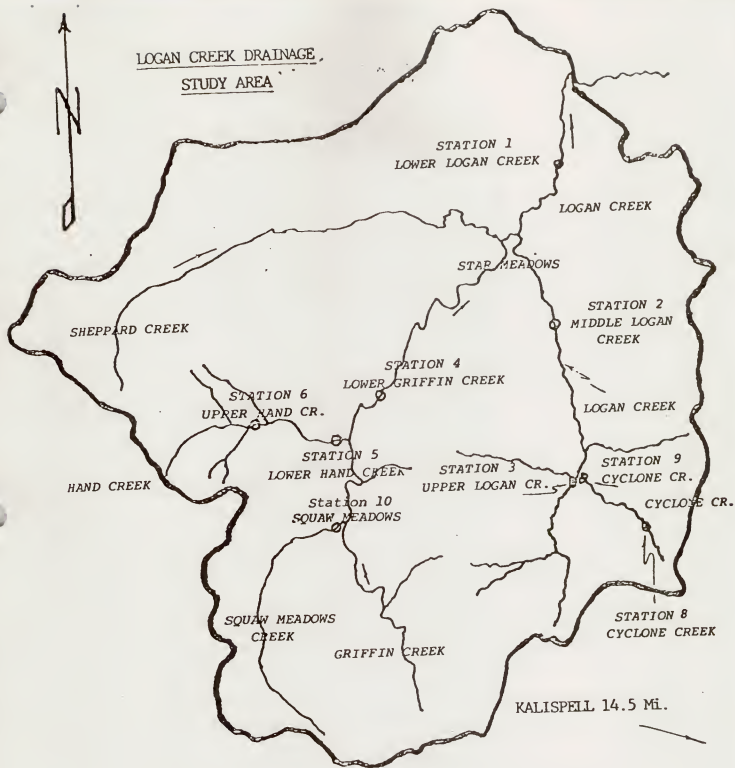 LOGAN CREEK DRAINAGE
STUDY AREA
N
STATION 1
LOWER LOGAN CREEK
LOGAN CREEK
STAR MEADOWS
STATION 2
MIDDLE LOGAN
CREEK
SHEPPARD CREEK
STATION 4
LOWER GRIFFIN CREEK
STATION 6
UPPER HAND CR.
LOGAN CREEK
STATION 5
LOWER HAND CREEK
HAND CREEK
STATION 3
UPPER LOGAN CR.
STATION 9
CYCLONE CR.
CYCLONE CR.
Station 10
SQUAW MEADOWS
STATION 8
CYCLONE CREEK
SQUAW MEADOWS
CREEK
GRIFFIN CREEK
KALISPELL 14.5 Mi.